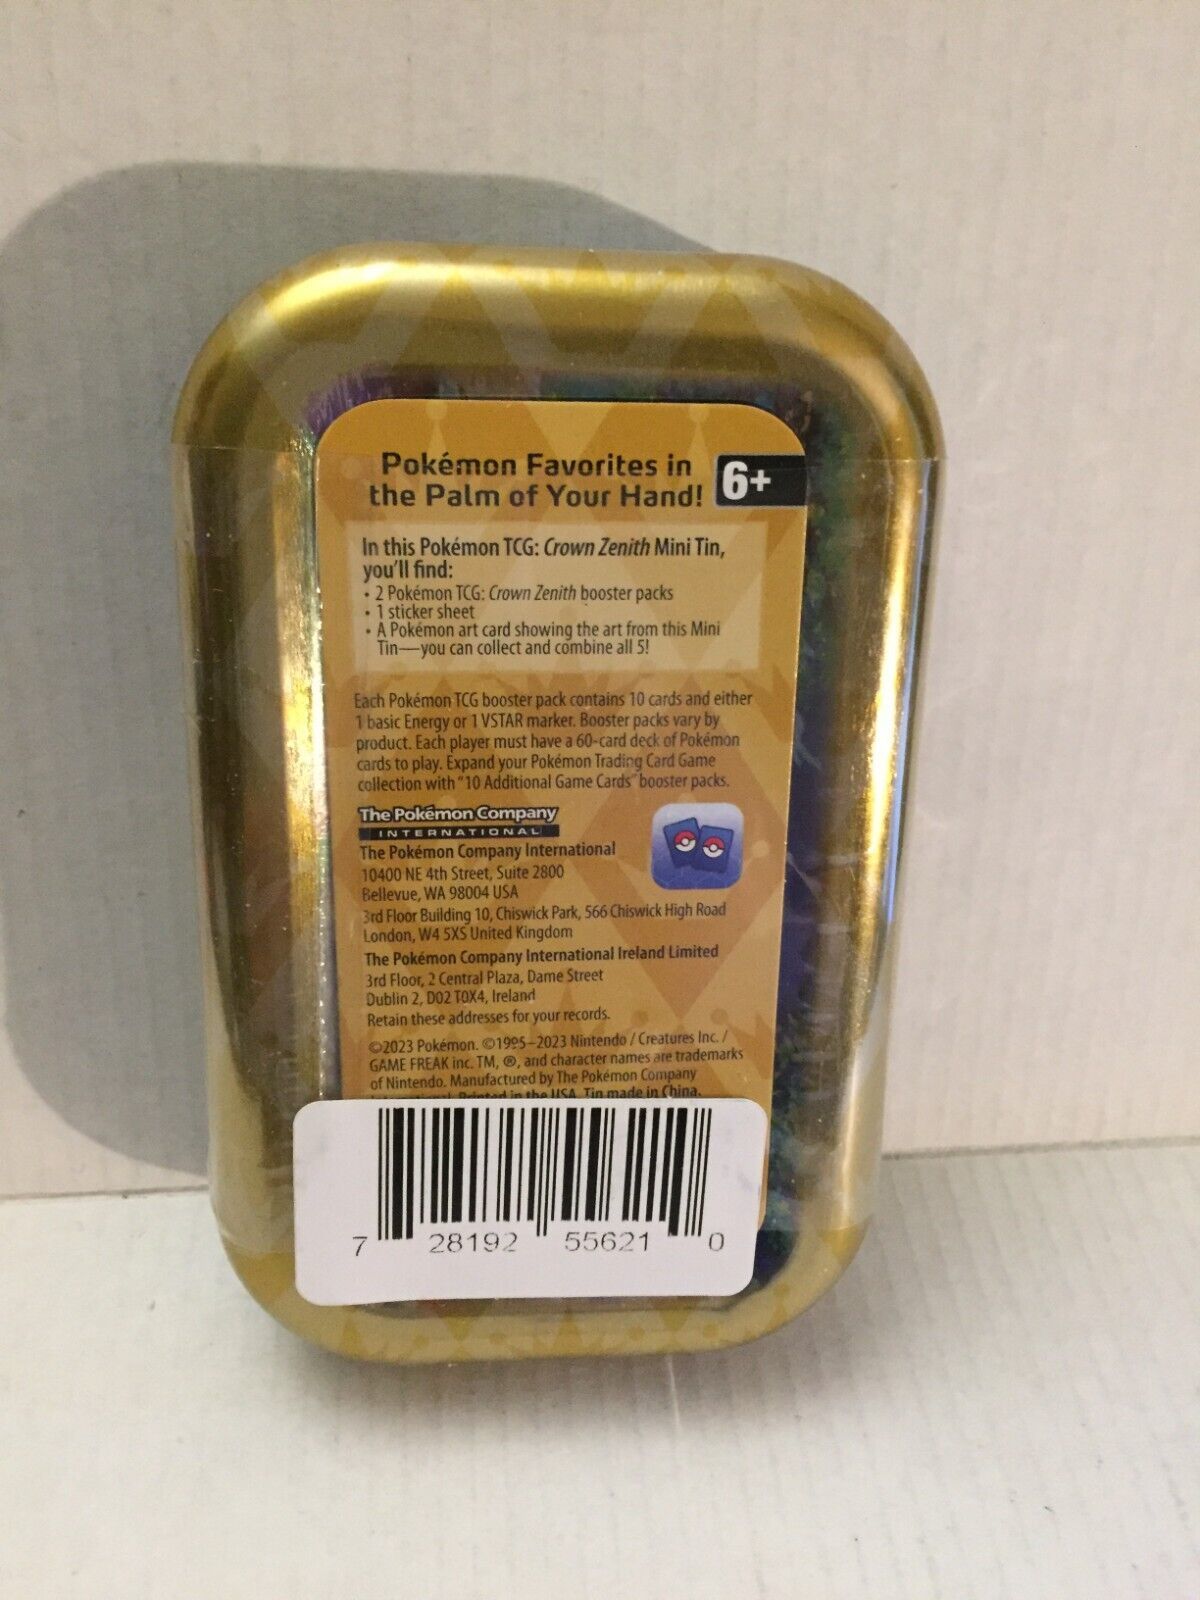 Pokémon Favorites in
the Palm of Your Hand!
6+
In this Pokémon TCG: Crown Zenith Mini Tin,
you'll find:
• 2 Pokémon TCG: Crown Zenith booster packs
• 1 sticker sheet
• A Pokémon art card showing the art from this Mini
Tin—you can collect and combine all 5!
Each Pokémon TCG booster pack contains 10 cards and either
1 basic Energy or 1 VSTAR marker. Booster packs vary by
product. Each player must have a 60-card deck of Pokémon
cards to play. Expand your Pokémon Trading Card Game
collection with "10 Additional Game Cards" booster packs.
The Pokémon Company
INTERNATIONAL
The Pokémon Company International
10400 NE 4th Street, Suite 2800
Bellevue, WA 98004 USA
3rd Floor Building 10, Chiswick Park, 566 Chiswick High Road
London, W4 5XS United Kingdom
The Pokémon Company International Ireland Limited
3rd Floor, 2 Central Plaza, Dame Street
Dublin 2, D02 T0X4, Ireland
Retain these addresses for your records.
©2023 Pokémon. ©1995–2023 Nintendo / Creatures Inc. /
GAME FREAK inc. TM, ®, and character names are trademarks
of Nintendo. Manufactured by The Pokémon Company
International. Printed in the USA. Tin made in China.
7 28192 55621 0